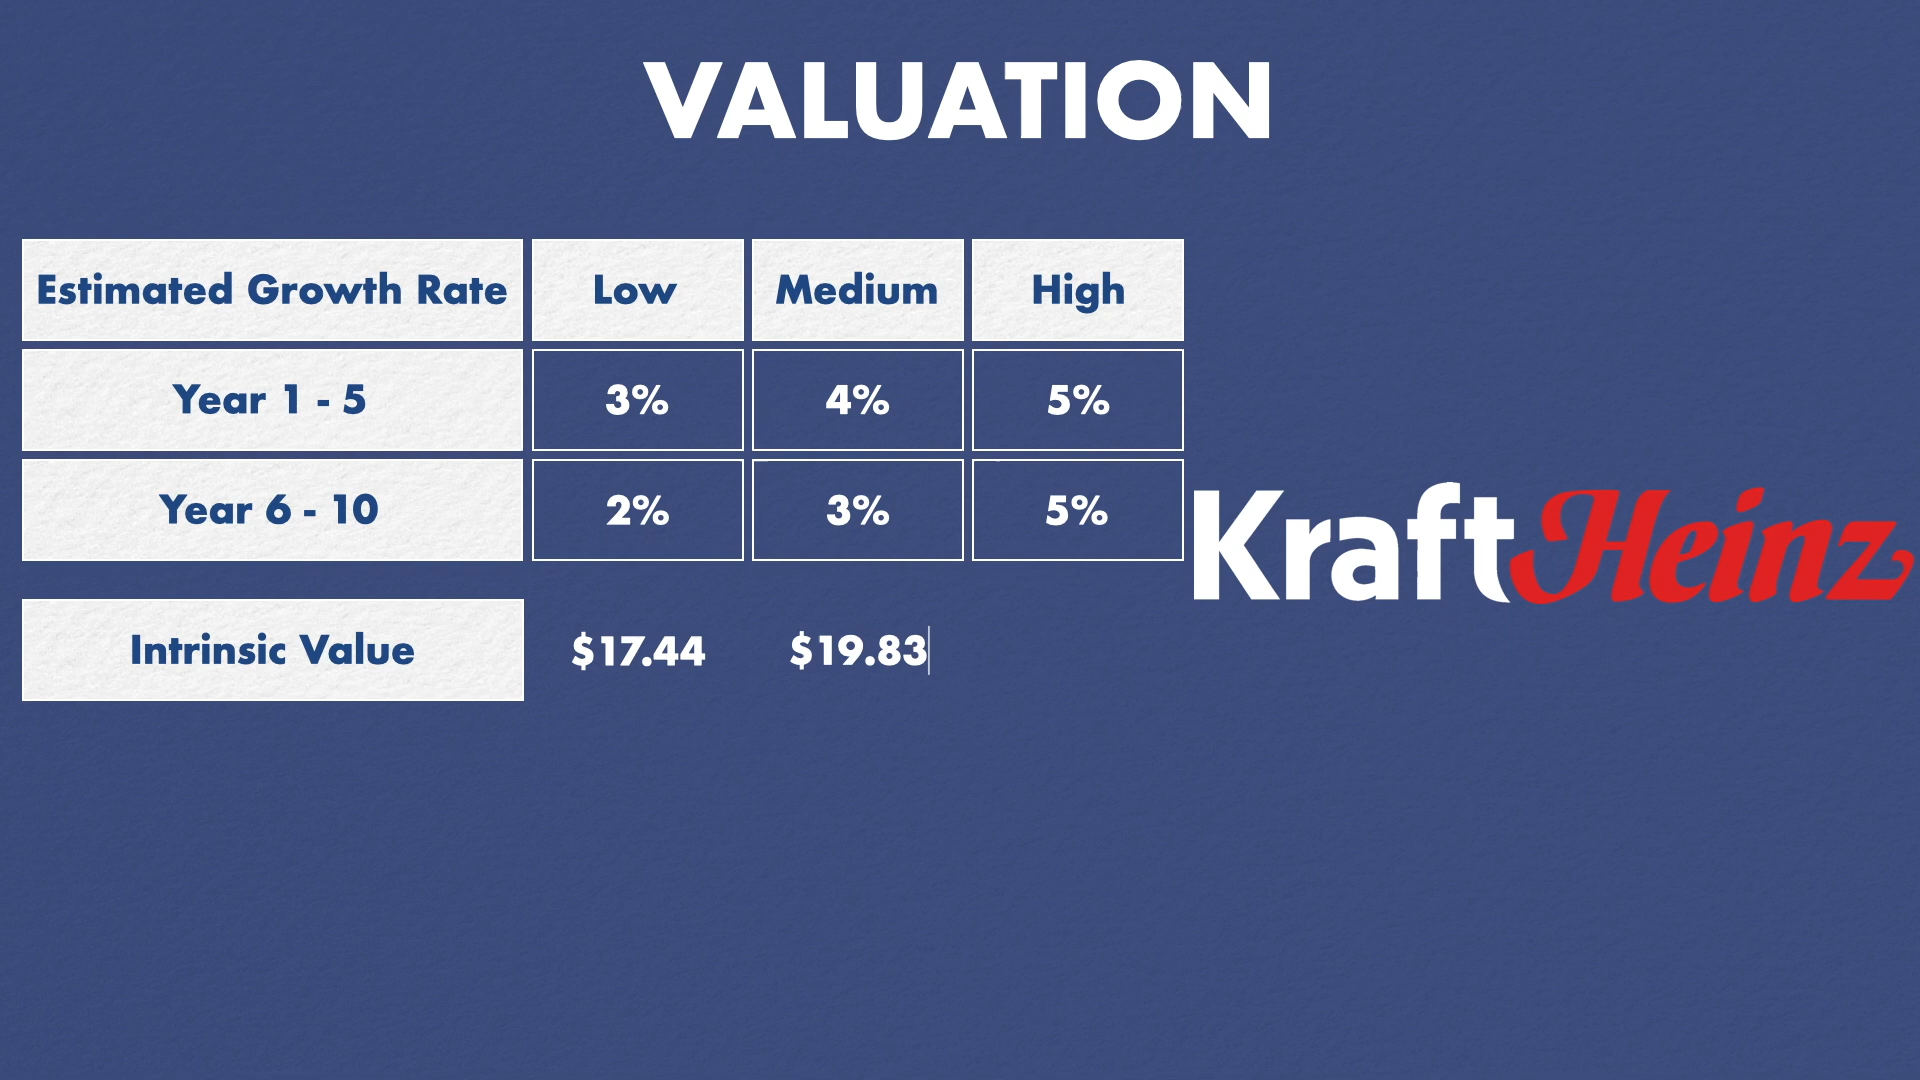 VALUATION
Estimated Growth Rate Low Medium High
Year 1 - 5 3% 4% 5%
Year 6 - 10 2% 3% 5%
KraftHeinz
Intrinsic Value $17.44 $19.83